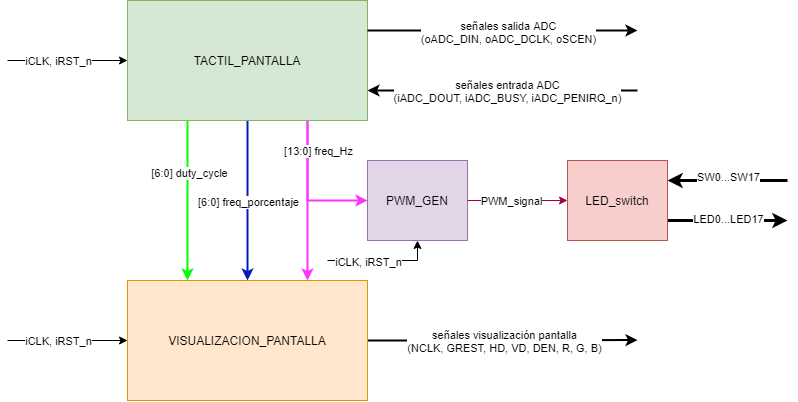 señales salida ADC
(oADC_DIN, oADC_DCLK, oSCEN)
iCLK, iRST_n
TACTIL_PANTALLA
señales entrada ADC
(iADC_DOUT, iADC_BUSY, iADC_PENIRQ_n)
[13:0] freq_Hz
[6:0] duty_cycle
[6:0] freq_porcentaje
PWM_GEN
PWM_signal
LED_switch
SW0...SW17
LED0...LED17
iCLK, iRST_n
iCLK, iRST_n
VISUALIZACION_PANTALLA
señales visualización pantalla
(NCLK, GREST, HD, VD, DEN, R, G, B)